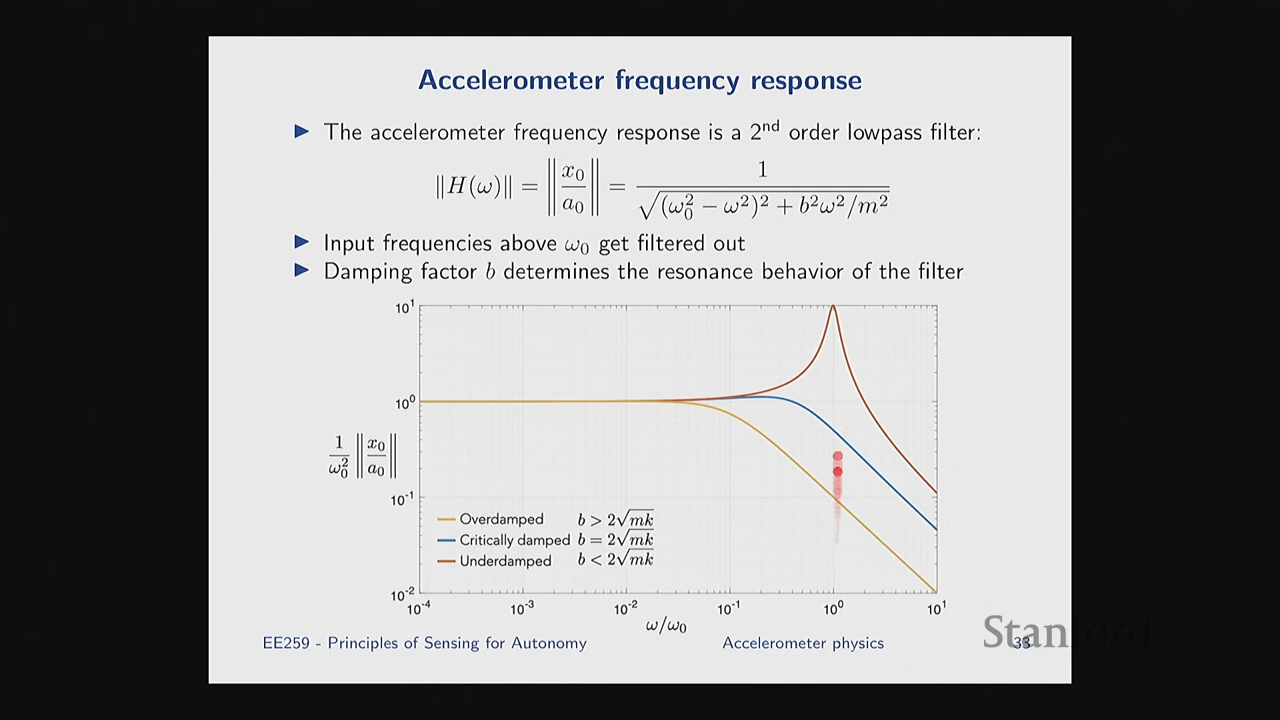 Accelerometer frequency response
▶ The accelerometer frequency response is a 2nd order lowpass filter:
‖H(ω)‖ = ‖x₀/a₀‖ = 1/√((ω₀² − ω²)² + b²ω²/m²)
▶ Input frequencies above ω₀ get filtered out
▶ Damping factor b determines the resonance behavior of the filter
10¹
10⁰
1/ω₀² ‖x₀/a₀‖
10⁻¹
Overdamped b > 2√mk
Critically damped b = 2√mk
Underdamped b < 2√mk
10⁻²
10⁻⁴ 10⁻³ 10⁻² 10⁻¹ 10⁰ 10¹
ω/ω₀
EE259 - Principles of Sensing for Autonomy Accelerometer physics 33
Stanford